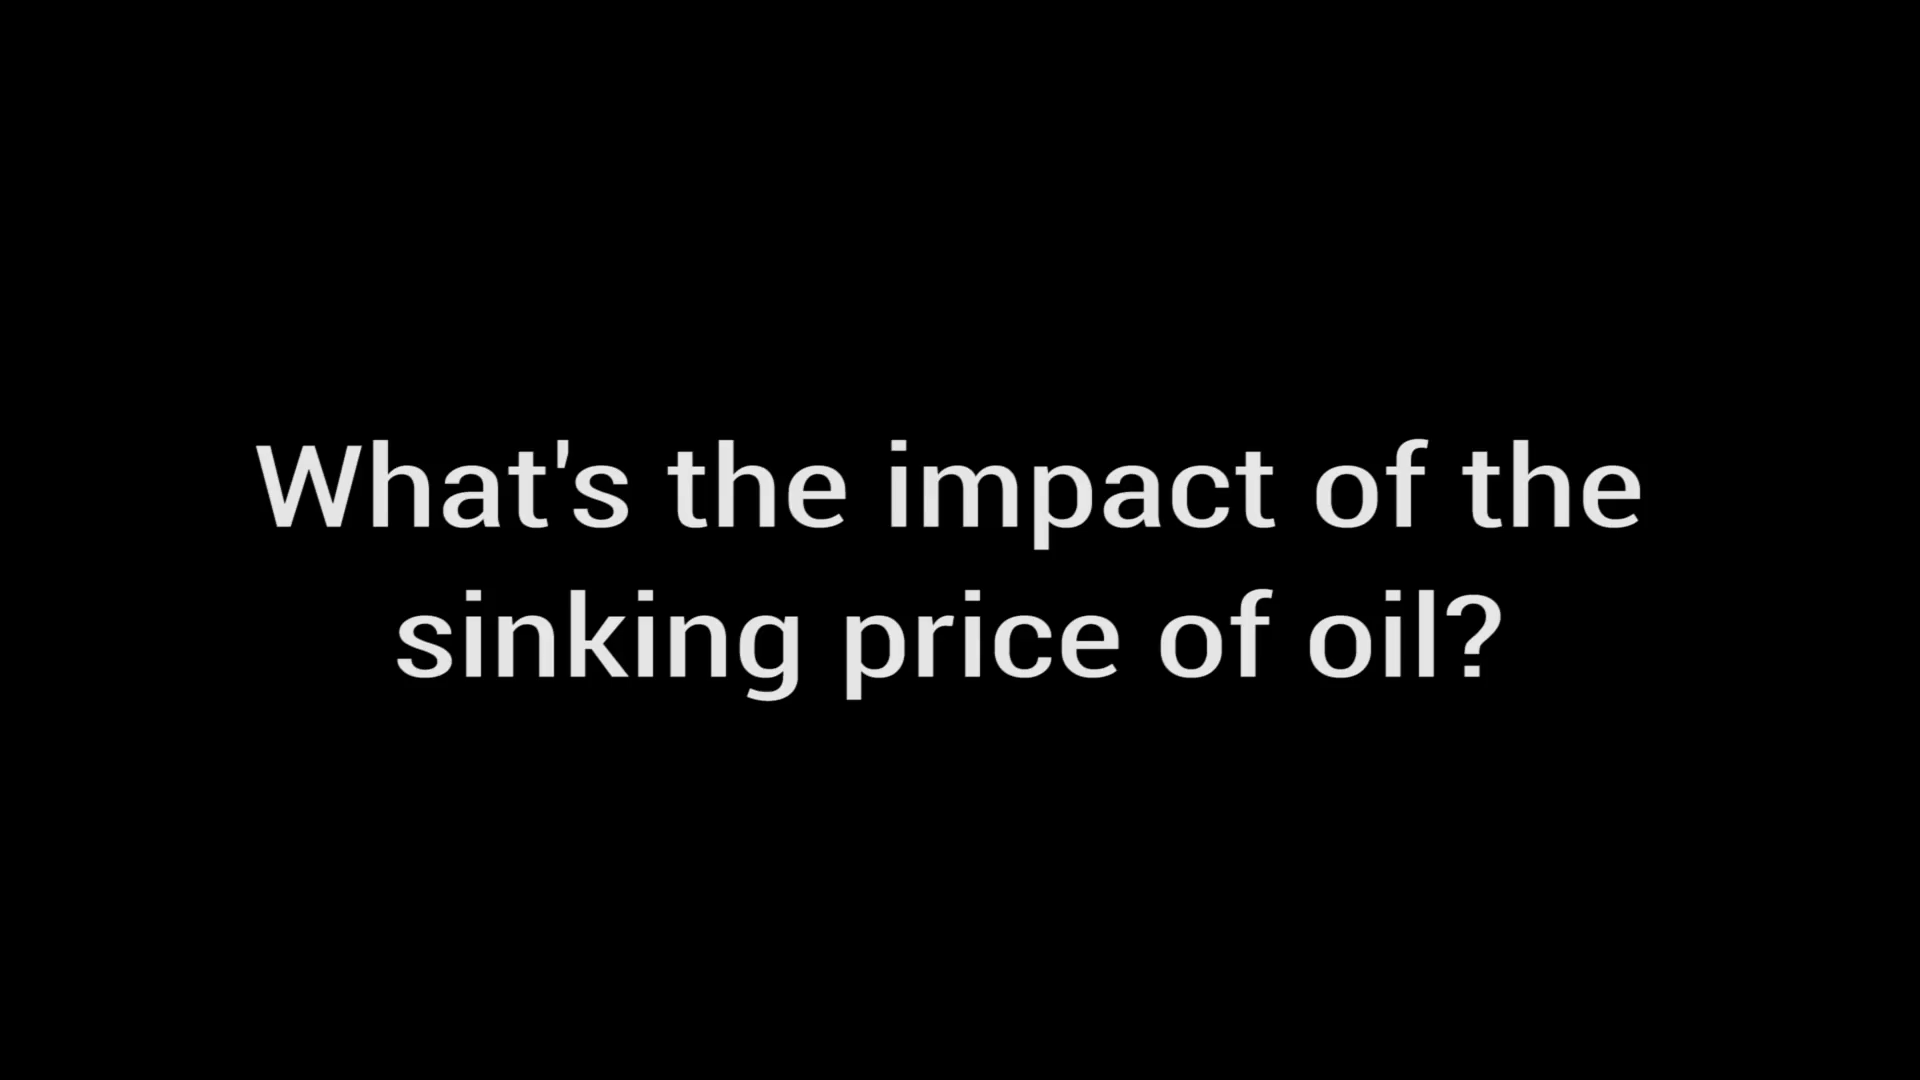 What's the impact of the
sinking price of oil?